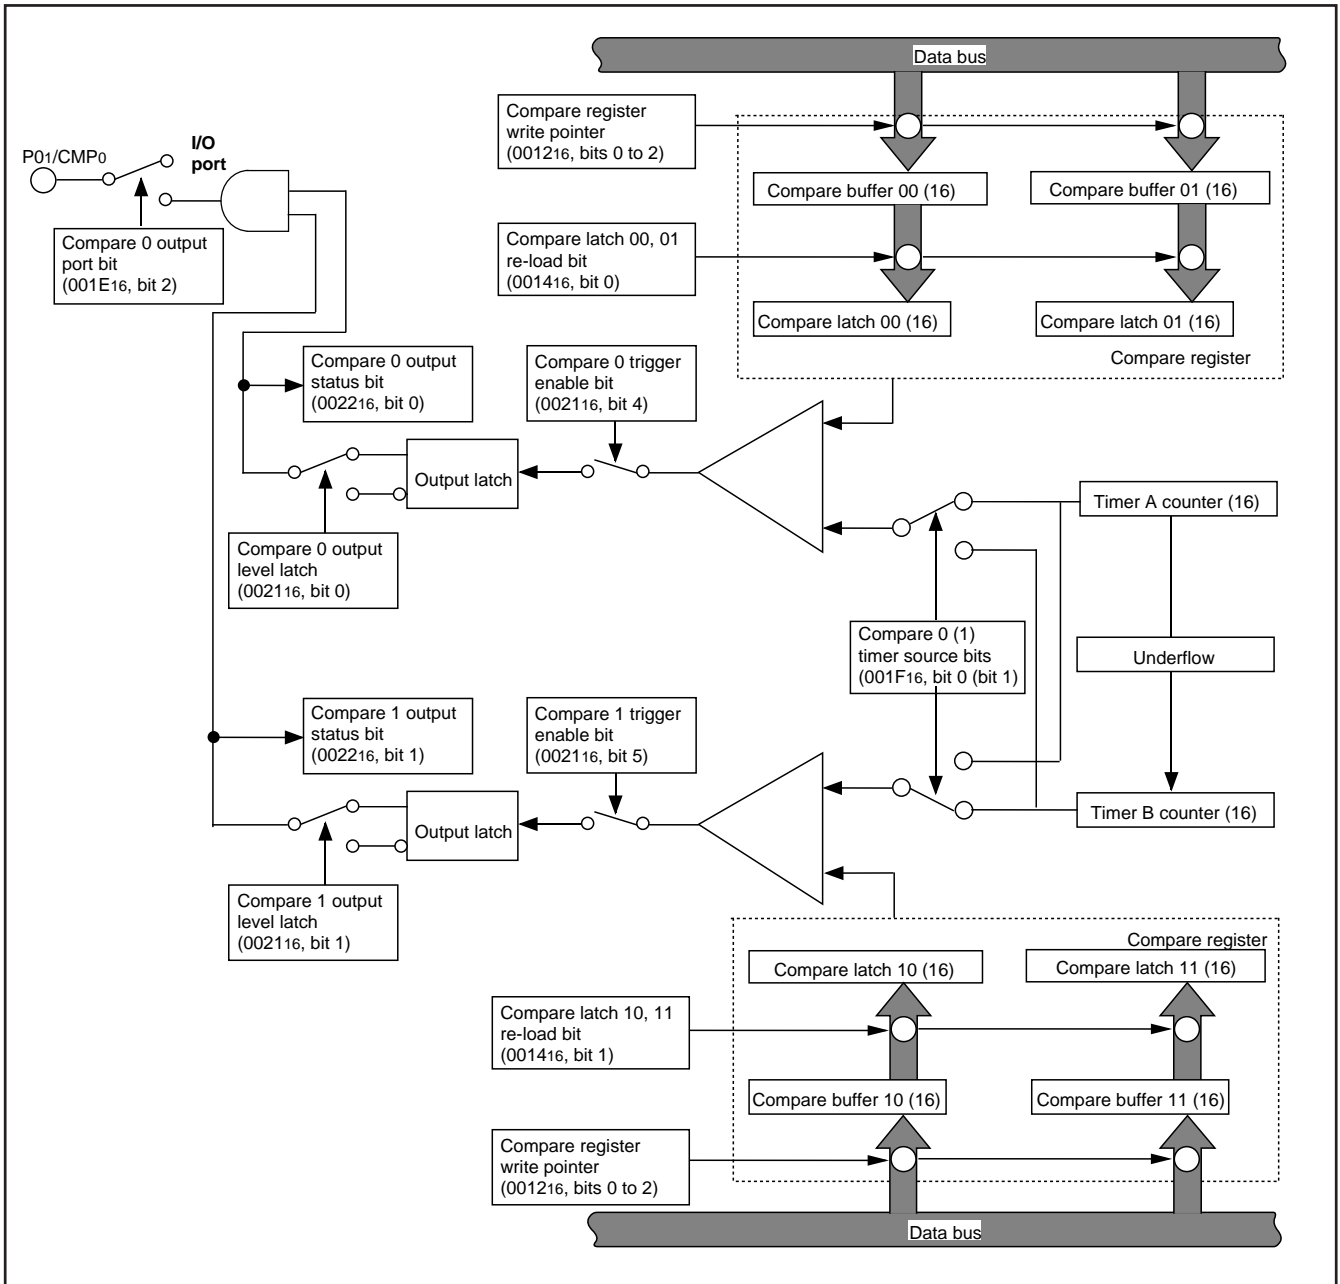 Data bus
Compare register
write pointer
(001216, bits 0 to 2)
P01/CMP0
I/O
port
Compare buffer 00 (16)
Compare buffer 01 (16)
Compare 0 output
port bit
(001E16, bit 2)
Compare latch 00, 01
re-load bit
(001416, bit 0)
Compare latch 00 (16)
Compare latch 01 (16)
Compare register
Compare 0 output
status bit
(002216, bit 0)
Compare 0 trigger
enable bit
(002116, bit 4)
Output latch
Timer A counter (16)
Compare 0 output
level latch
(002116, bit 0)
Compare 0 (1)
timer source bits
(001F16, bit 0 (bit 1)
Underflow
Compare 1 output
status bit
(002216, bit 1)
Compare 1 trigger
enable bit
(002116, bit 5)
Output latch
Timer B counter (16)
Compare 1 output
level latch
(002116, bit 1)
Compare register
Compare latch 10 (16)
Compare latch 11 (16)
Compare latch 10, 11
re-load bit
(001416, bit 1)
Compare buffer 10 (16)
Compare buffer 11 (16)
Compare register
write pointer
(001216, bits 0 to 2)
Data bus